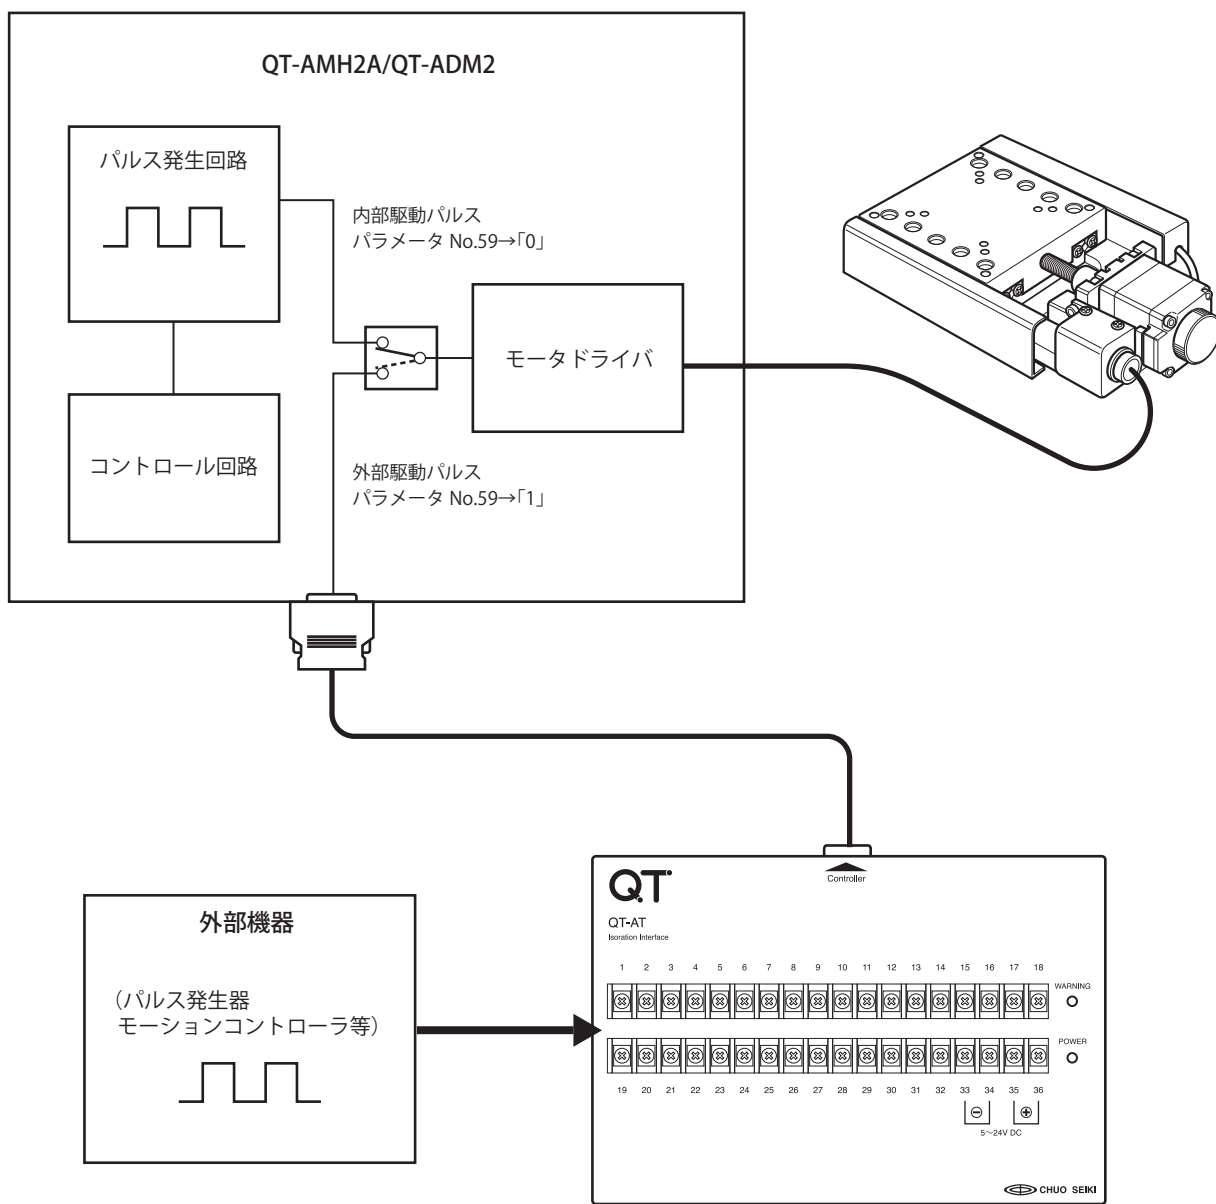 QT-AMH2A/QT-ADM2
パルス発生回路
内部駆動パルス
パラメータ No.59→「0」
モータドライバ
コントロール回路
外部駆動パルス
パラメータ No.59→「1」
Controller
QT
QT-AT
Isoration Interface
1 2 3 4 5 6 7 8 9 10 11 12 13 14 15 16 17 18
WARNING
POWER
19 20 21 22 23 24 25 26 27 28 29 30 31 32 33 34 35 36
⊖ ⊕
5〜24V DC
CHUO SEIKI
外部機器
(パルス発生器
モーションコントローラ等)